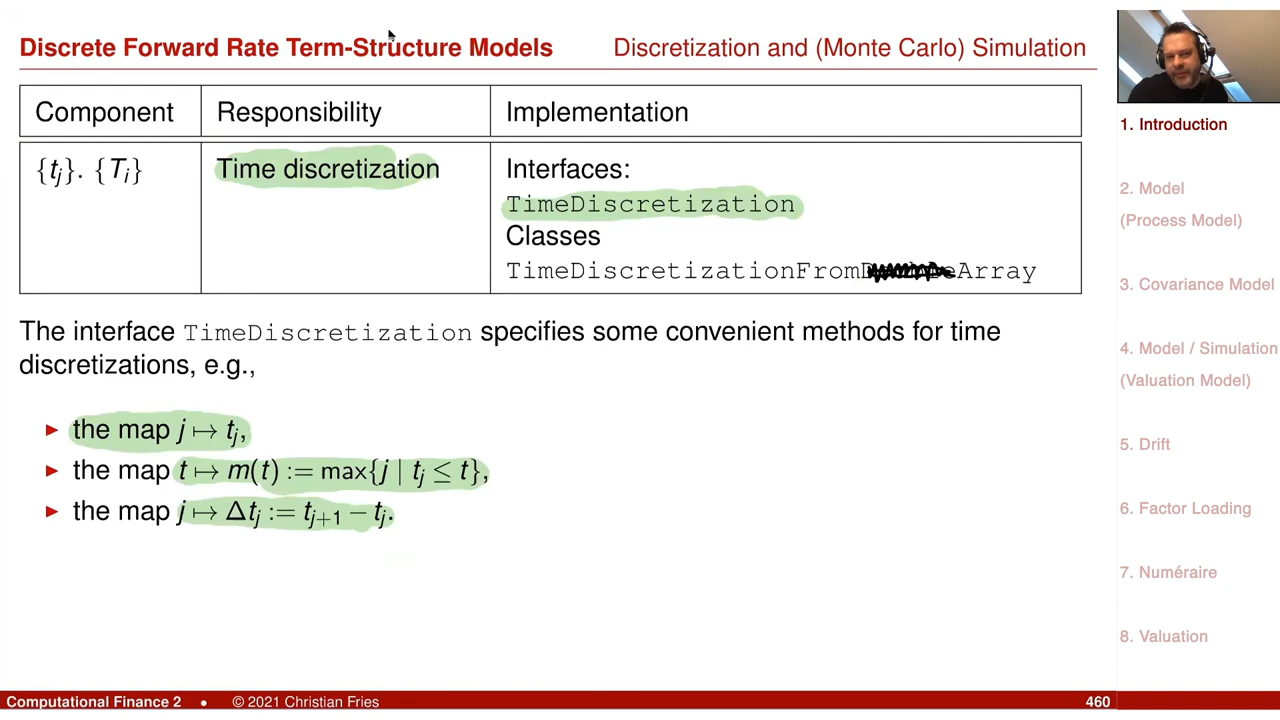 Discrete Forward Rate Term-Structure Models
Discretization and (Monte Carlo) Simulation
Component Responsibility Implementation
{tj}. {Ti} Time discretization Interfaces:
TimeDiscretization
Classes
TimeDiscretizationFrom Array
The interface TimeDiscretization specifies some convenient methods for time
discretizations, e.g.,
▶ the map j ↦ tj,
▶ the map t ↦ m(t) := max{j | tj ≤ t},
▶ the map j ↦ Δtj := tj+1 − tj.
1. Introduction
2. Model
(Process Model)
3. Covariance Model
4. Model / Simulation
(Valuation Model)
5. Drift
6. Factor Loading
7. Numéraire
8. Valuation
Computational Finance 2 • © 2021 Christian Fries 460